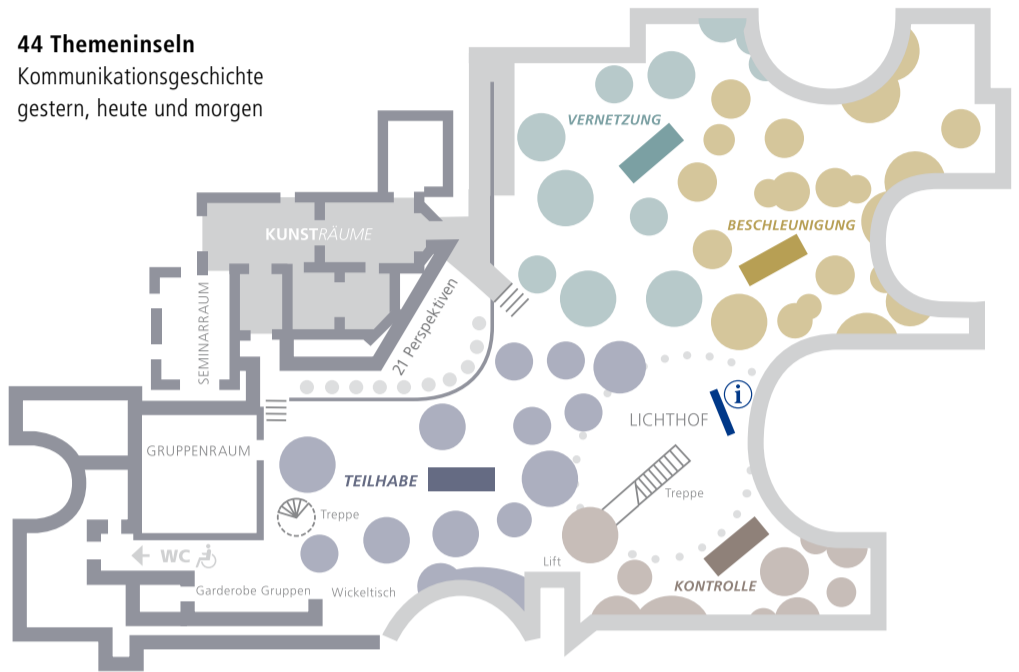 44 Themeninseln
Kommunikationsgeschichte
gestern, heute und morgen
VERNETZUNG
BESCHLEUNIGUNG
KUNSTRÄUME
SEMINARRAUM
21 Perspektiven
i
LICHTHOF
GRUPPENRAUM
TEILHABE
Treppe
Treppe
WC
Lift
KONTROLLE
Garderobe Gruppen
Wickeltisch